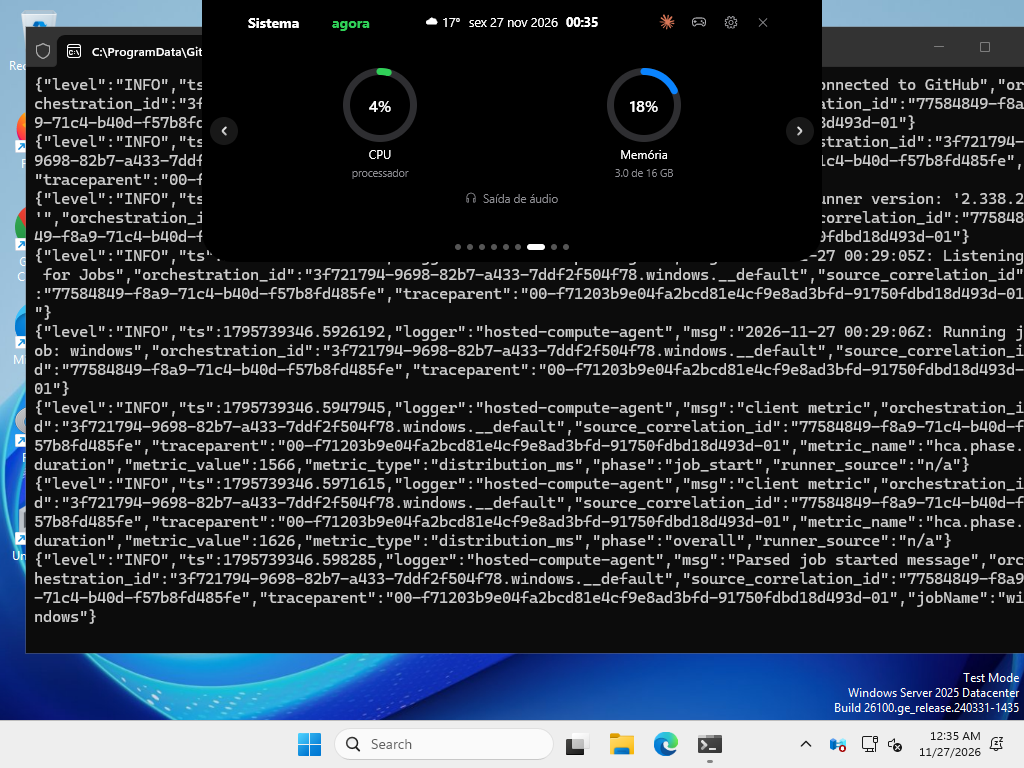 Sistema
agora
17° sex 27 nov 2026 00:35
4%
CPU
processador
18%
Memória
3.0 de 16 GB
Saída de áudio
C:\ProgramData\Git
{"level":"INFO","ts onnected to GitHub","or
chestration_id":"3f _id":"77584849-f8a
9-71c4-b40d-f57b8fd 493d-01"}
{"level":"INFO","ts n_id":"3f721794-
9698-82b7-a433-7ddf 1c4-b40d-f57b8fd485fe",
"traceparent":"00-f
{"level":"INFO","ts unner version: '2.338.2
'","orchestration_i correlation_id":"775848
49-f8a9-71c4-b40d-f 0fdbd18d493d-01"}
{"level":"INFO","ts -27 00:29:05Z: Listening
for Jobs","orchestration_id":"3f721794-9698-82b7-a433-7ddf2f504f78.windows.__default","source_correlation_id"
:"77584849-f8a9-71c4-b40d-f57b8fd485fe","traceparent":"00-f71203b9e04fa2bcd81e4cf9e8ad3bfd-91750fdbd18d493d-01
"}
{"level":"INFO","ts":1795739346.5926192,"logger":"hosted-compute-agent","msg":"2026-11-27 00:29:06Z: Running j
ob: windows","orchestration_id":"3f721794-9698-82b7-a433-7ddf2f504f78.windows.__default","source_correlation_i
d":"77584849-f8a9-71c4-b40d-f57b8fd485fe","traceparent":"00-f71203b9e04fa2bcd81e4cf9e8ad3bfd-91750fdbd18d493d-
01"}
{"level":"INFO","ts":1795739346.5947945,"logger":"hosted-compute-agent","msg":"client metric","orchestration_i
d":"3f721794-9698-82b7-a433-7ddf2f504f78.windows.__default","source_correlation_id":"77584849-f8a9-71c4-b40d-f
57b8fd485fe","traceparent":"00-f71203b9e04fa2bcd81e4cf9e8ad3bfd-91750fdbd18d493d-01","metric_name":"hca.phase.
duration","metric_value":1566,"metric_type":"distribution_ms","phase":"job_start","runner_source":"n/a"}
{"level":"INFO","ts":1795739346.5971615,"logger":"hosted-compute-agent","msg":"client metric","orchestration_i
d":"3f721794-9698-82b7-a433-7ddf2f504f78.windows.__default","source_correlation_id":"77584849-f8a9-71c4-b40d-f
57b8fd485fe","traceparent":"00-f71203b9e04fa2bcd81e4cf9e8ad3bfd-91750fdbd18d493d-01","metric_name":"hca.phase.
duration","metric_value":1626,"metric_type":"distribution_ms","phase":"overall","runner_source":"n/a"}
{"level":"INFO","ts":1795739346.598285,"logger":"hosted-compute-agent","msg":"Parsed job started message","orc
hestration_id":"3f721794-9698-82b7-a433-7ddf2f504f78.windows.__default","source_correlation_id":"77584849-f8a9
-71c4-b40d-f57b8fd485fe","traceparent":"00-f71203b9e04fa2bcd81e4cf9e8ad3bfd-91750fdbd18d493d-01","jobName":"wi
ndows"}
Test Mode
Windows Server 2025 Datacenter
Build 26100.ge_release.240331-1435
Search
12:35 AM
11/27/2026